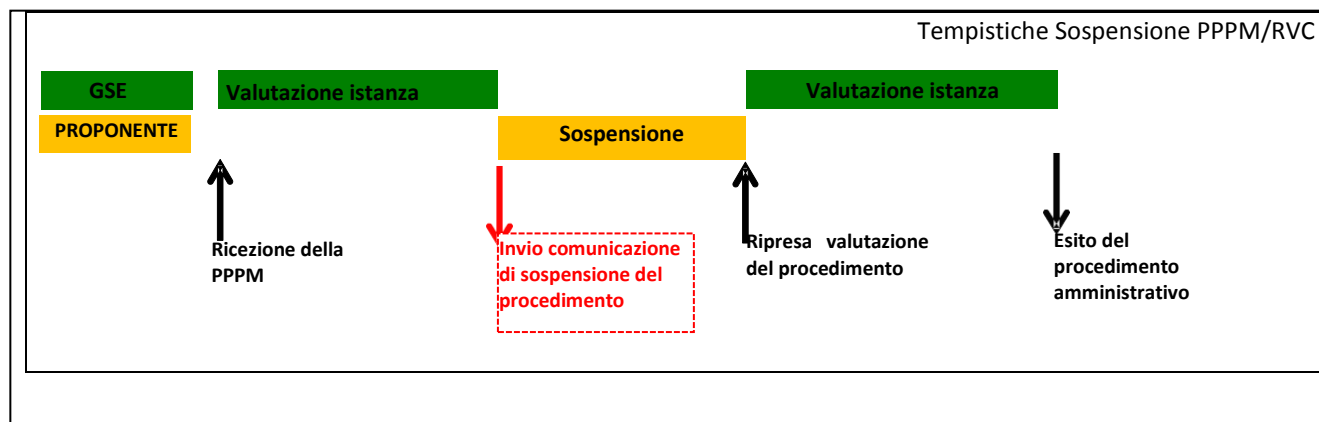 Tempistiche Sospensione PPPM/RVC
GSE
Valutazione istanza
Valutazione istanza
PROPONENTE
Sospensione
Ricezione della
PPPM
Invio comunicazione
di sospensione del
procedimento
Ripresa valutazione
del procedimento
Esito del
procedimento
amministrativo